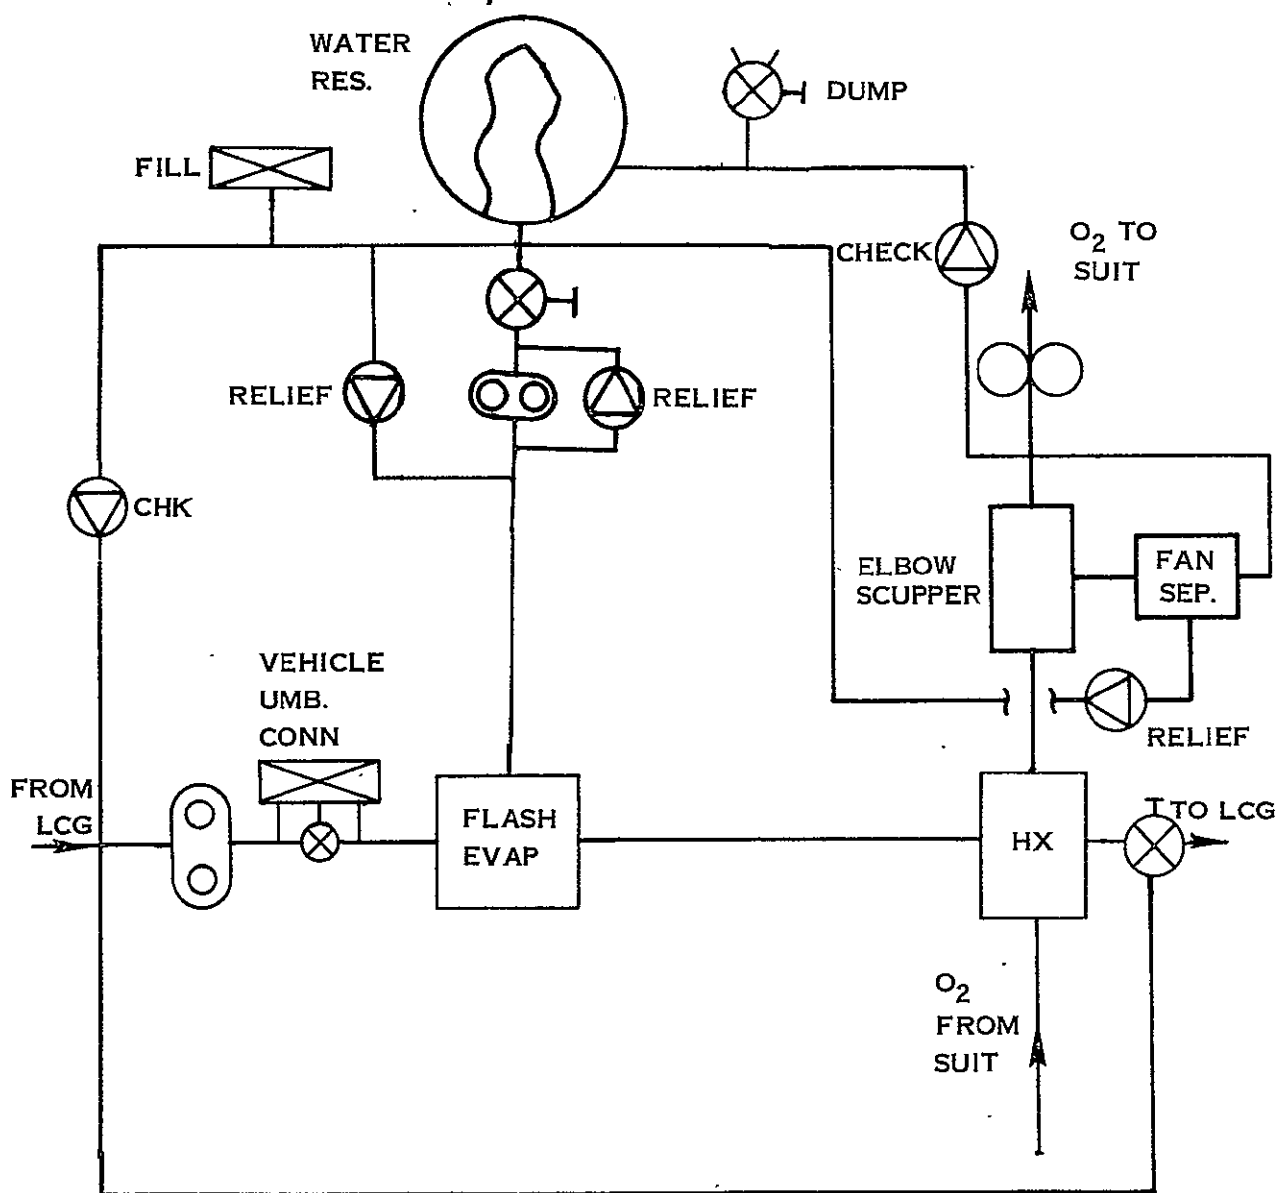 WATER
RES.
DUMP
FILL
CHECK
O2 TO
SUIT
RELIEF
RELIEF
CHK
ELBOW
SCUPPER
FAN
SEP.
VEHICLE
UMB.
CONN
RELIEF
FROM
LCG
FLASH
EVAP
HX
TO LCG
O2
FROM
SUIT